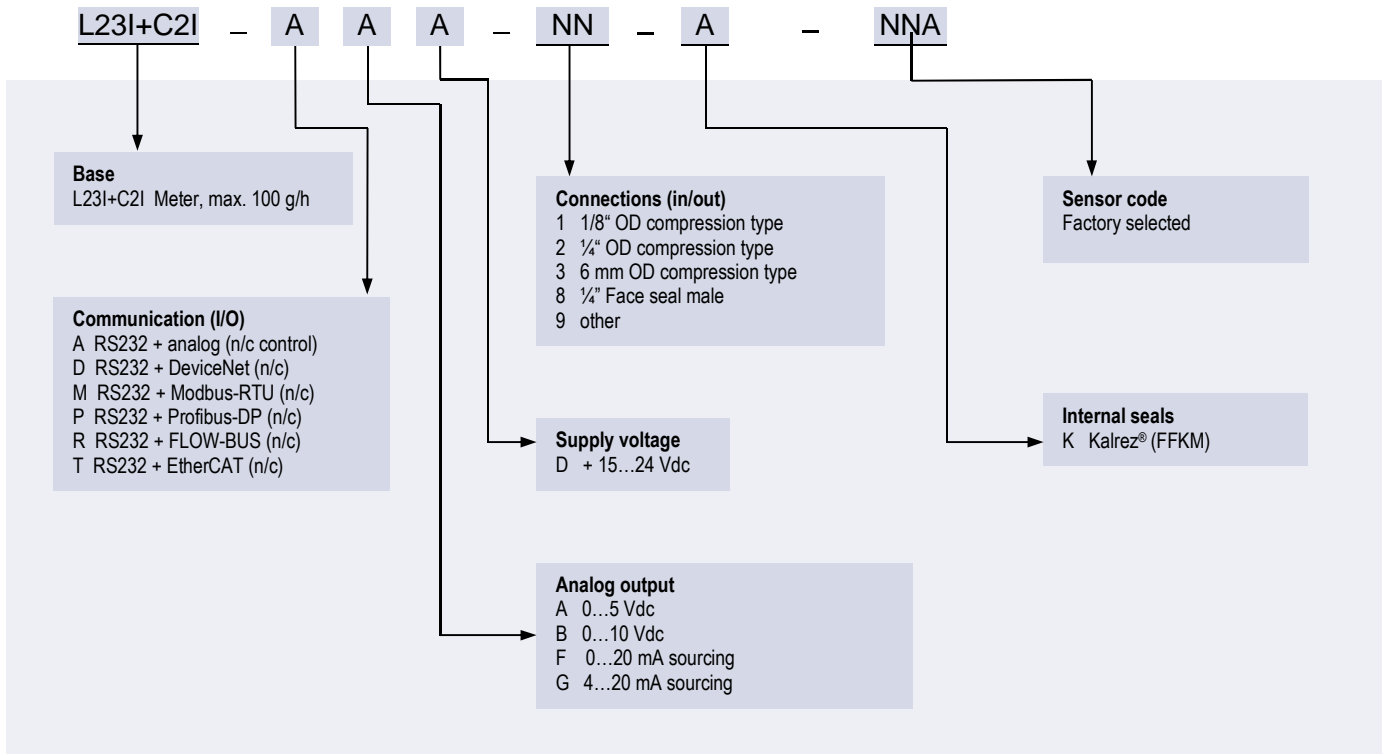 L23I+C2I – A A A – NN – A – NNA
Base
L23I+C2I Meter, max. 100 g/h
Communication (I/O)
A RS232 + analog (n/c control)
D RS232 + DeviceNet (n/c)
M RS232 + Modbus-RTU (n/c)
P RS232 + Profibus-DP (n/c)
R RS232 + FLOW-BUS (n/c)
T RS232 + EtherCAT (n/c)
Connections (in/out)
1 1/8“ OD compression type
2 ¼“ OD compression type
3 6 mm OD compression type
8 ¼” Face seal male
9 other
Supply voltage
D + 15…24 Vdc
Analog output
A 0…5 Vdc
B 0…10 Vdc
F 0…20 mA sourcing
G 4…20 mA sourcing
Sensor code
Factory selected
Internal seals
K Kalrez® (FFKM)